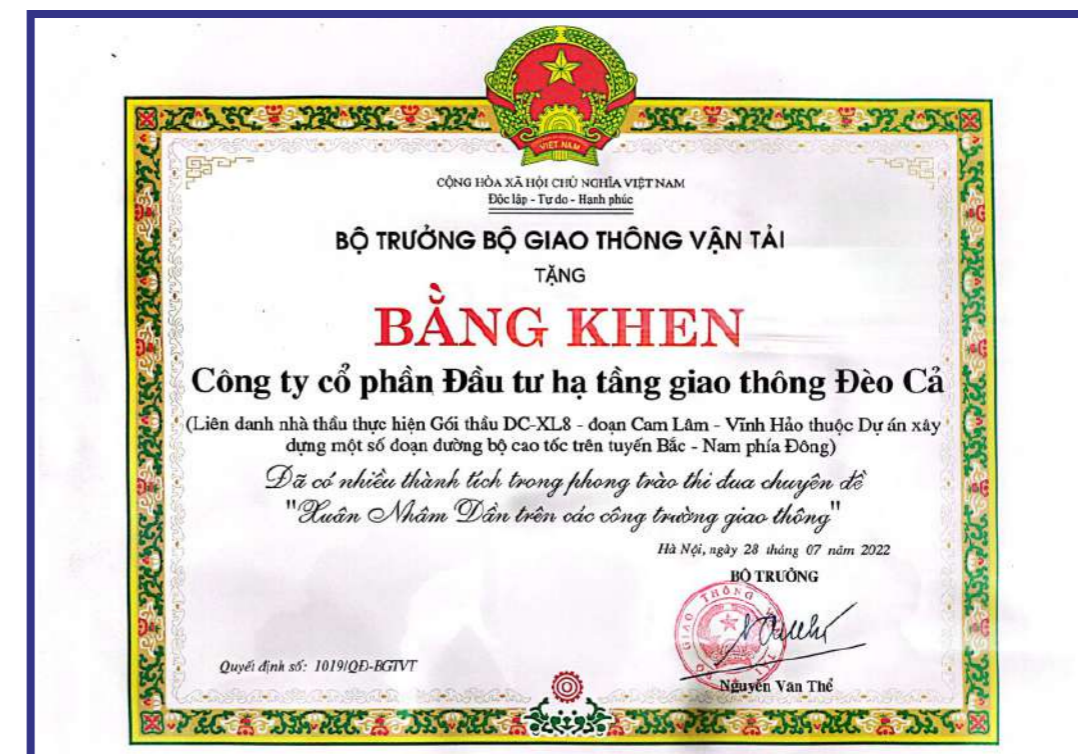 VIỆT NAM
CỘNG HÒA XÃ HỘI CHỦ NGHĨA VIỆT NAM
Độc lập - Tự do - Hạnh phúc
BỘ TRƯỞNG BỘ GIAO THÔNG VẬN TẢI
TẶNG
BẰNG KHEN
Công ty cổ phần Đầu tư hạ tầng giao thông Đèo Cả
(Liên danh nhà thầu thực hiện Gói thầu DC-XL8 - đoạn Cam Lâm - Vĩnh Hảo thuộc Dự án xây
dựng một số đoạn đường bộ cao tốc trên tuyến Bắc - Nam phía Đông)
Đã có nhiều thành tích trong phong trào thi đua chuyên đề
"Xuân Nhâm Dần trên các công trường giao thông"
Hà Nội, ngày 28 tháng 07 năm 2022
BỘ TRƯỞNG
GIAO THÔNG
Quyết định số: 1019/QĐ-BGTVT
Nguyễn Văn Thể